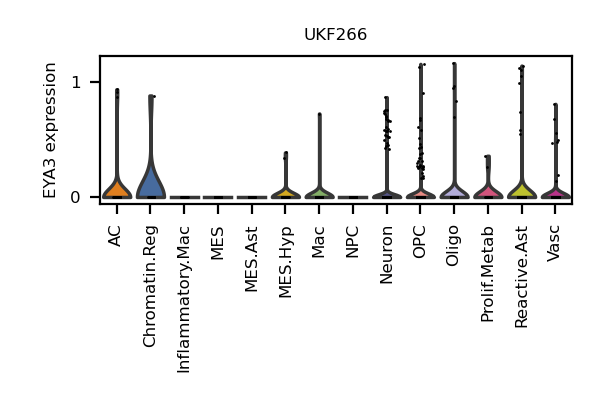 UKF266
EYA3 expression
1
0
AC
Chromatin.Reg
Inflammatory.Mac
MES
MES.Ast
MES.Hyp
Mac
NPC
Neuron
OPC
Oligo
Prolif.Metab
Reactive.Ast
Vasc